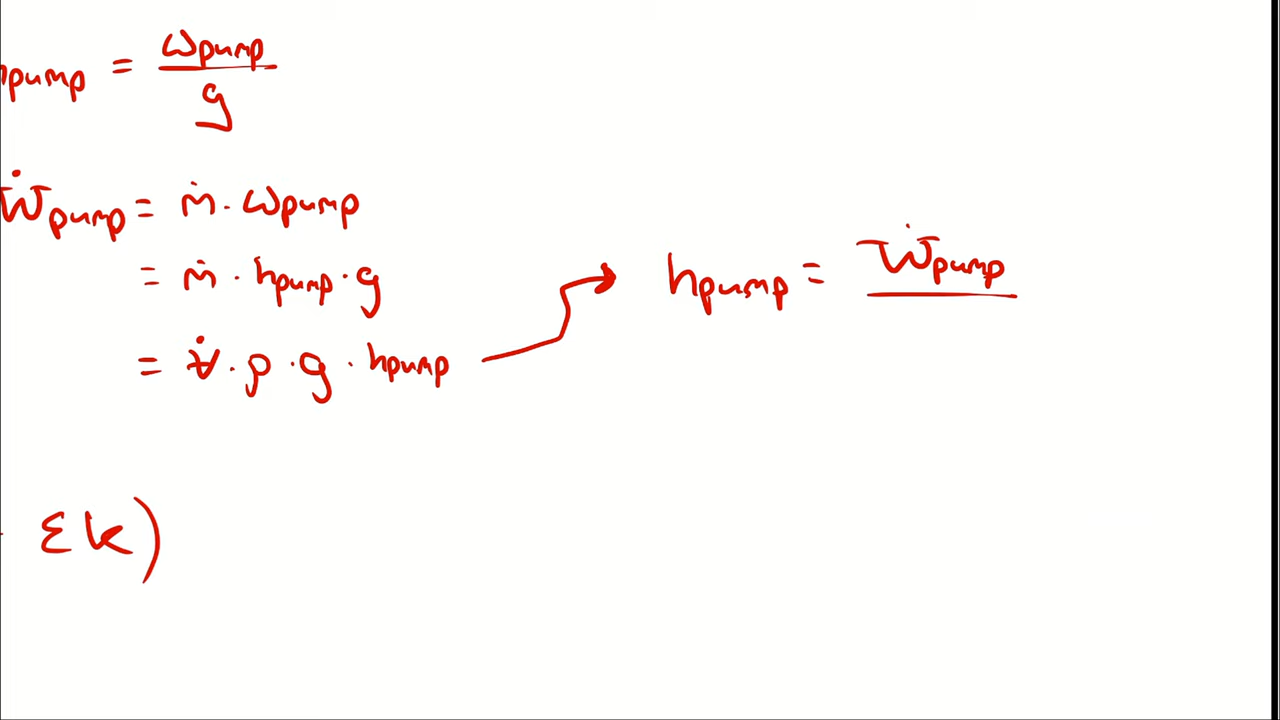 hpump = ωpump / g
Ẇpump = ṁ · ωpump
= ṁ · hpump · g
= V̶̇ · ρ · g · hpump
hpump = Ẇpump
Σk)